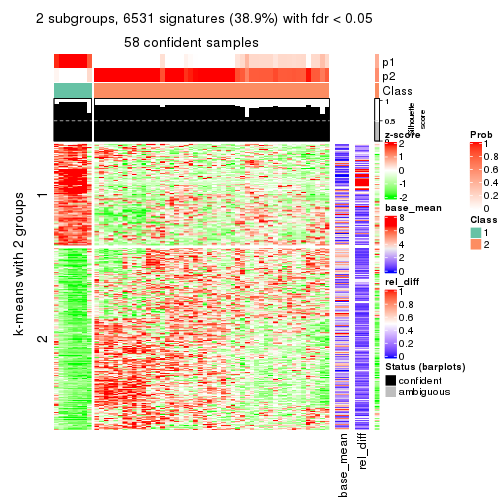 2 subgroups, 6531 signatures (38.9%) with fdr < 0.05
58 confident samples
p1
p2
Class
1
0.5
0
Silhouette
score
k-means with 2 groups
1
2
base_mean
rel_diff
z-score
2
1
0
-1
-2
base_mean
8
6
4
2
0
rel_diff
1
0.8
0.6
0.4
0.2
0
Status (barplots)
confident
ambiguous
Prob
1
0.8
0.6
0.4
0.2
0
Class
1
2